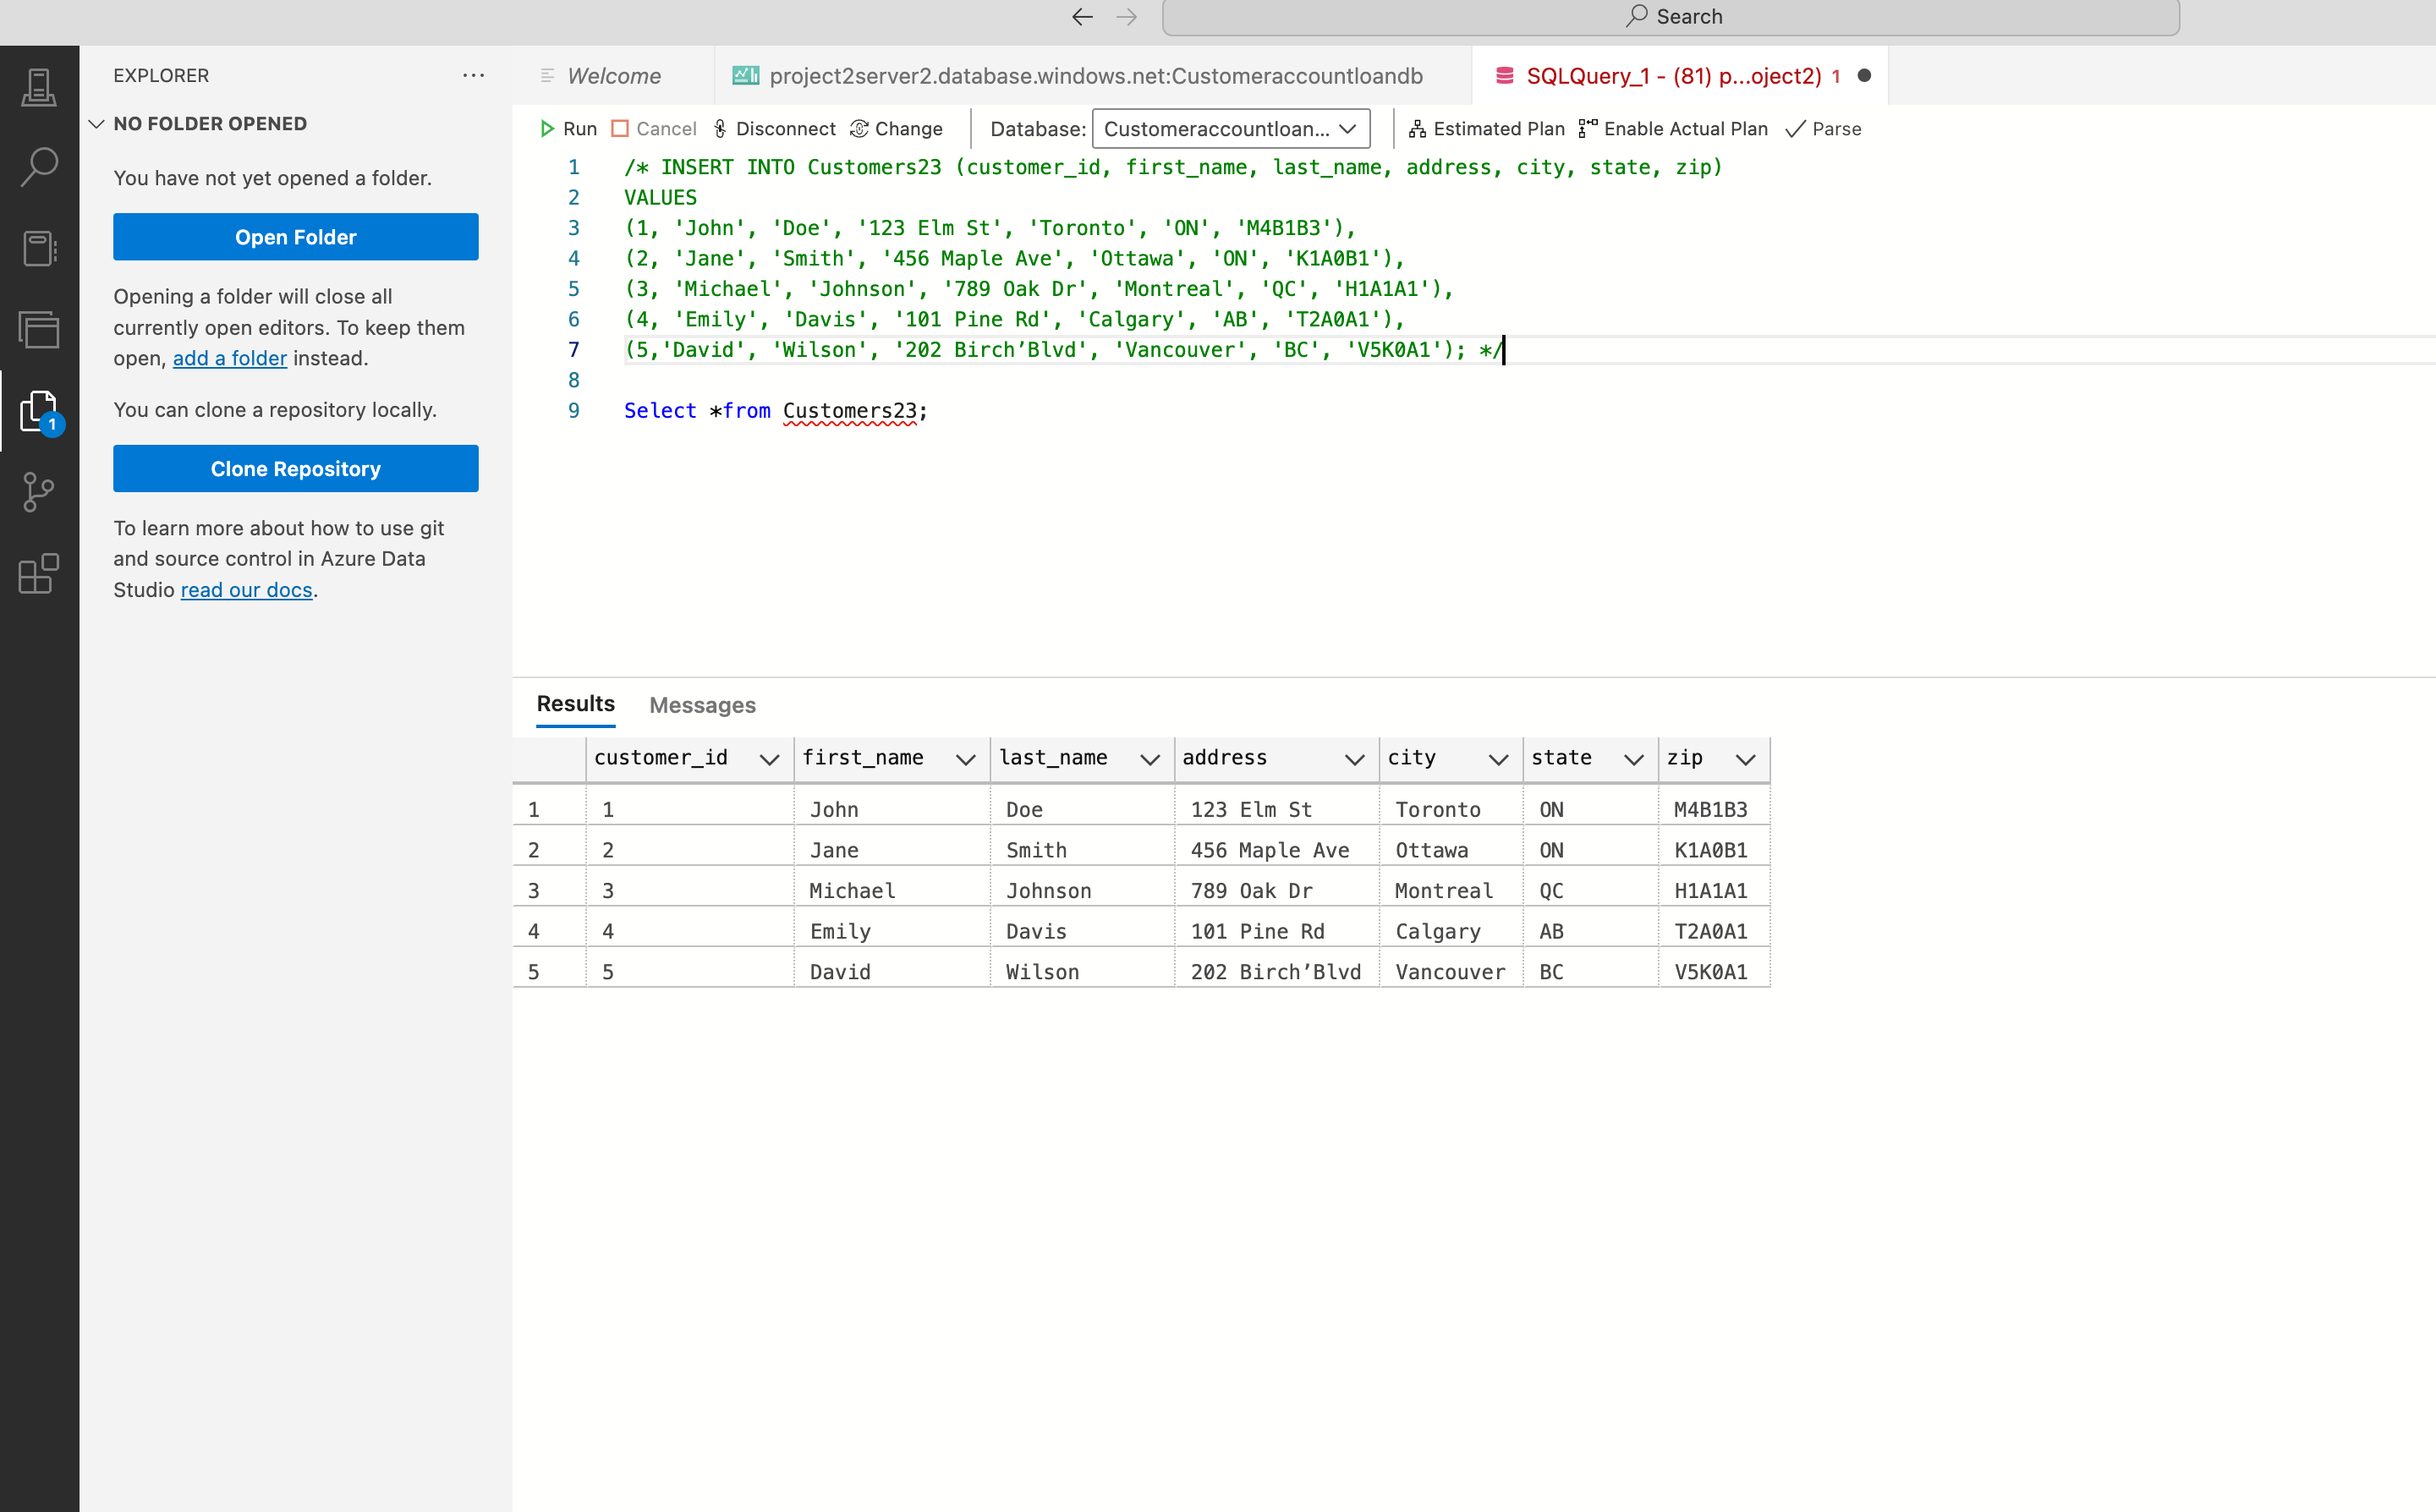 Search
EXPLORER
NO FOLDER OPENED
You have not yet opened a folder.
Open Folder
Opening a folder will close all
currently open editors. To keep them
open, add a folder instead.
You can clone a repository locally.
Clone Repository
To learn more about how to use git
and source control in Azure Data
Studio read our docs.
1
Welcome
project2server2.database.windows.net:Customeraccountloandb
SQLQuery_1 - (81) p...oject2) 1
Run Cancel Disconnect Change Database: Customeraccountloan... Estimated Plan Enable Actual Plan Parse
1 /* INSERT INTO Customers23 (customer_id, first_name, last_name, address, city, state, zip)
2 VALUES
3 (1, 'John', 'Doe', '123 Elm St', 'Toronto', 'ON', 'M4B1B3'),
4 (2, 'Jane', 'Smith', '456 Maple Ave', 'Ottawa', 'ON', 'K1A0B1'),
5 (3, 'Michael', 'Johnson', '789 Oak Dr', 'Montreal', 'QC', 'H1A1A1'),
6 (4, 'Emily', 'Davis', '101 Pine Rd', 'Calgary', 'AB', 'T2A0A1'),
7 (5,'David', 'Wilson', '202 Birch’Blvd', 'Vancouver', 'BC', 'V5K0A1'); */
8
9 Select *from Customers23;
Results Messages
customer_id first_name last_name address city state zip
1 1 John Doe 123 Elm St Toronto ON M4B1B3
2 2 Jane Smith 456 Maple Ave Ottawa ON K1A0B1
3 3 Michael Johnson 789 Oak Dr Montreal QC H1A1A1
4 4 Emily Davis 101 Pine Rd Calgary AB T2A0A1
5 5 David Wilson 202 Birch’Blvd Vancouver BC V5K0A1